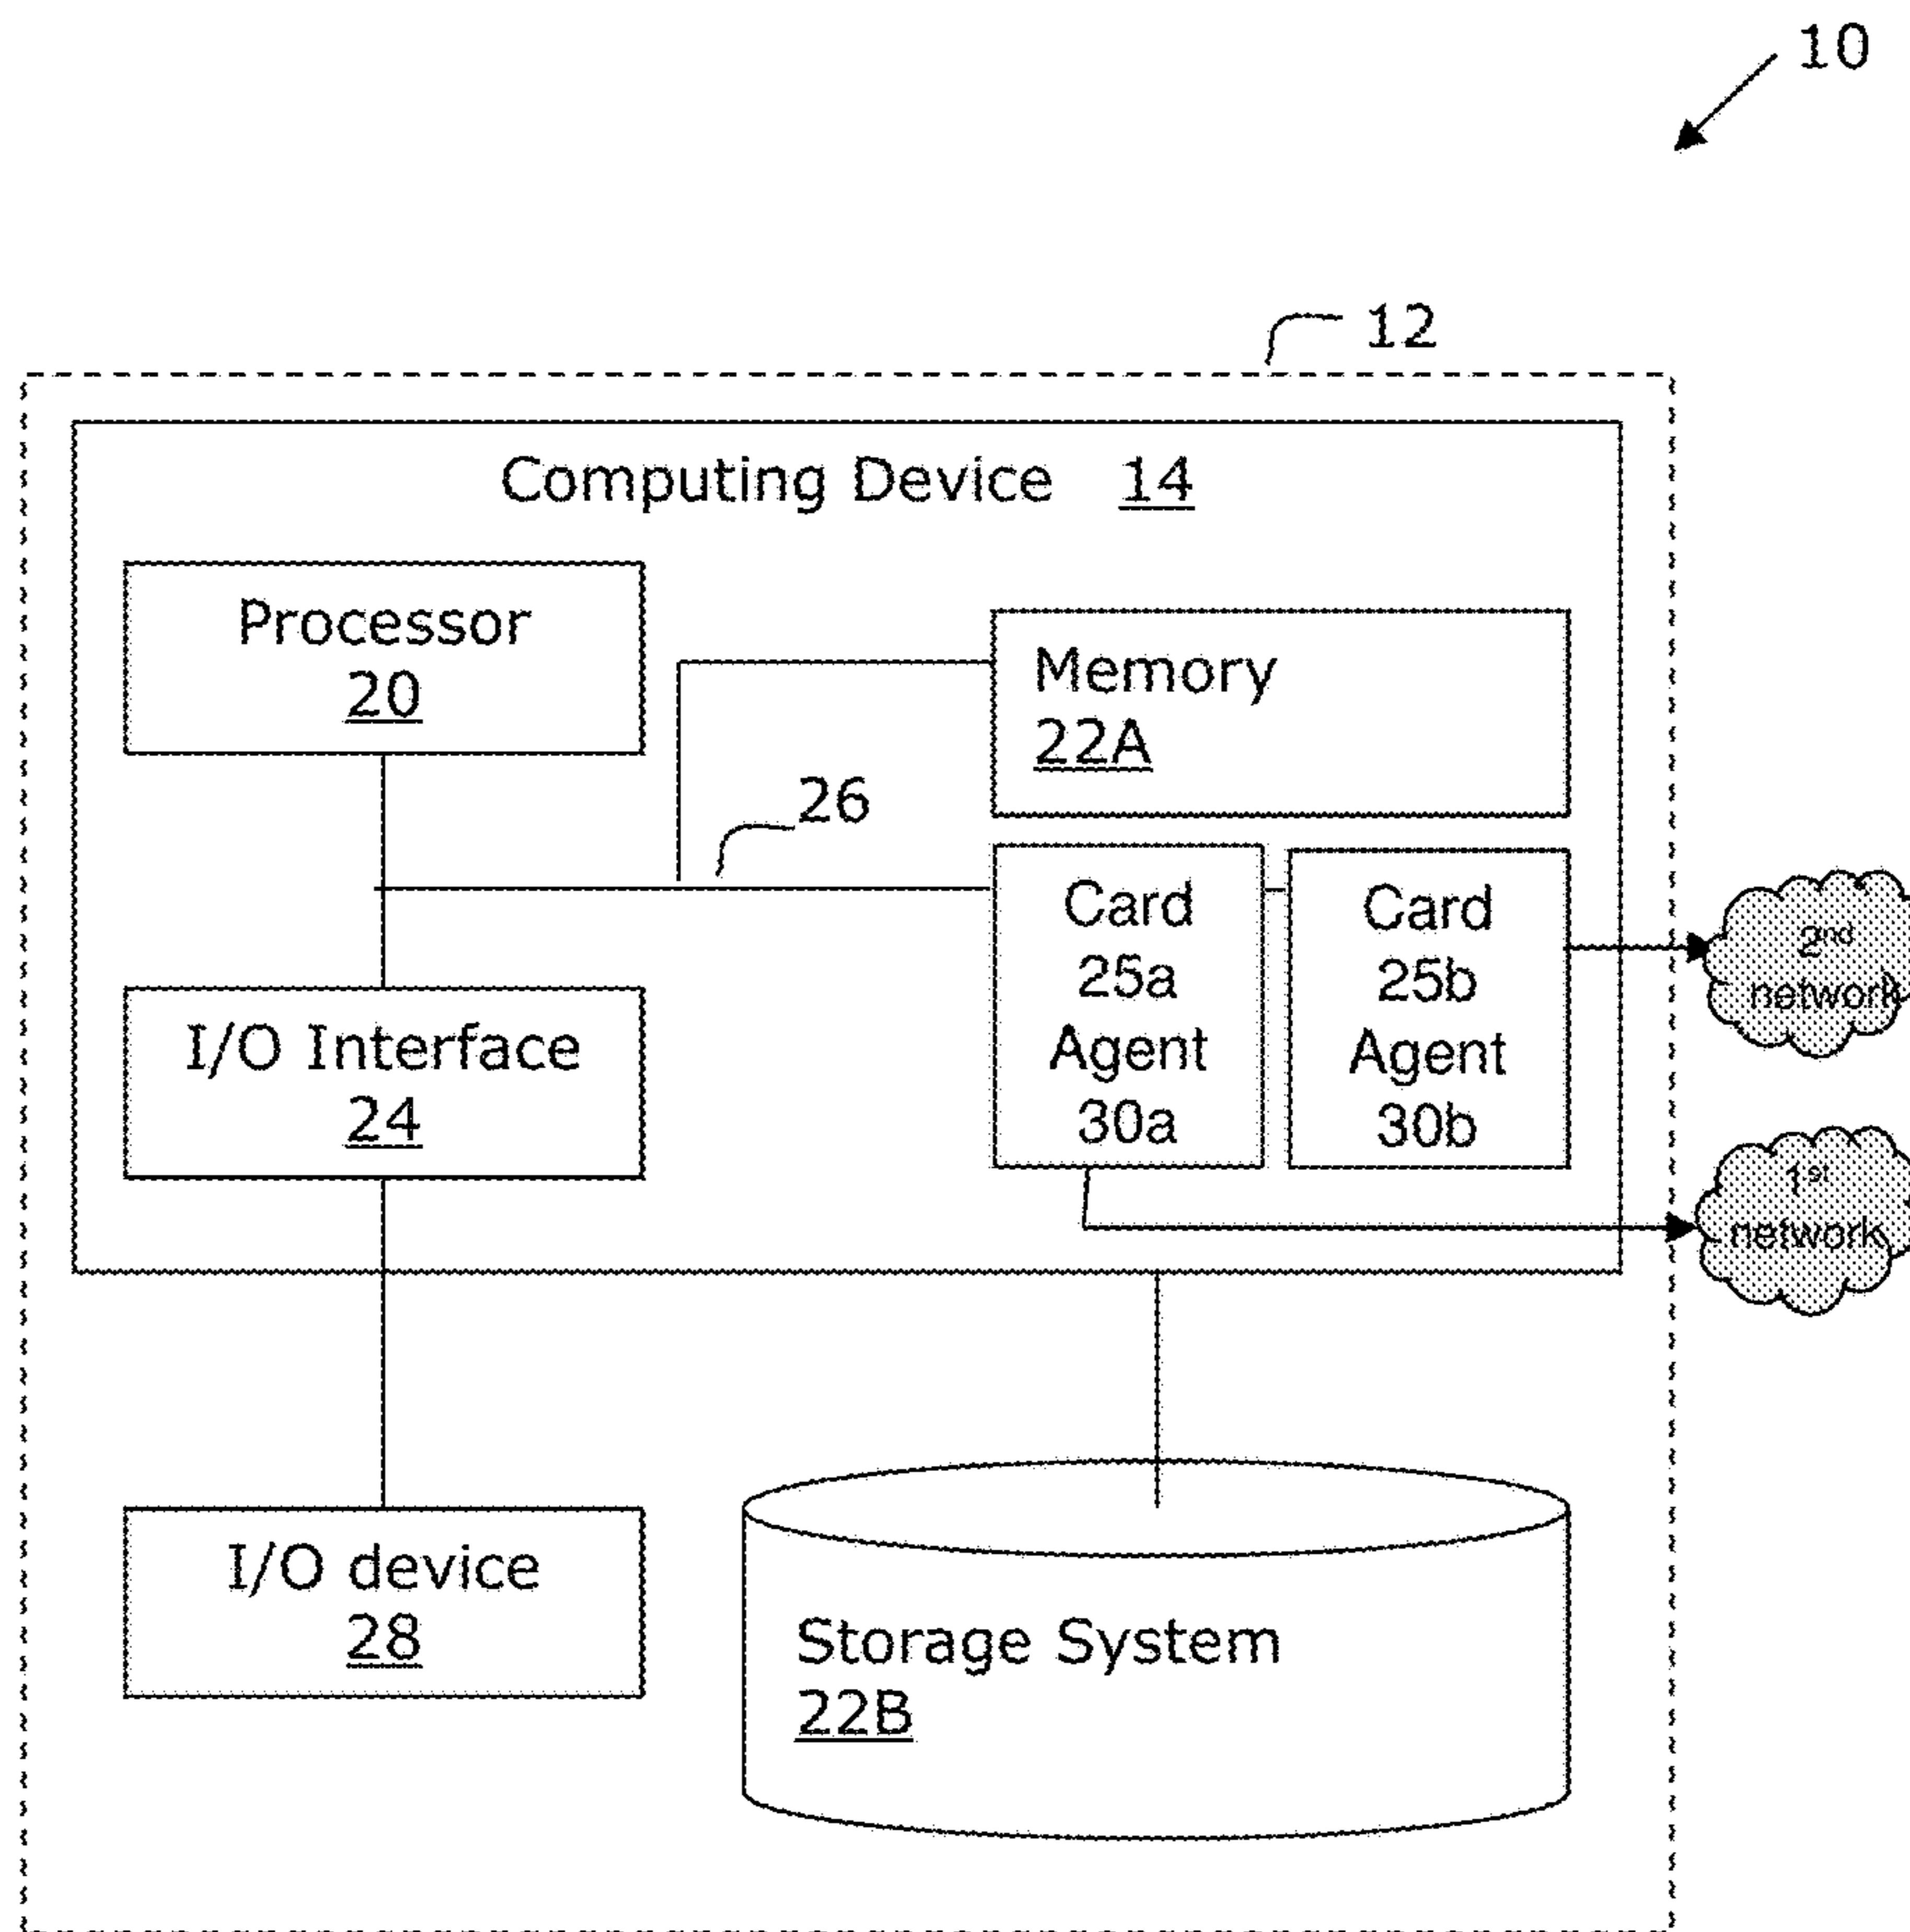 10
12
Computing Device 14
Processor
20
Memory
22A
26
Card
25a
Agent
30a
Card
25b
Agent
30b
2nd
network
I/O Interface
24
1st
network
I/O device
28
Storage System
22B